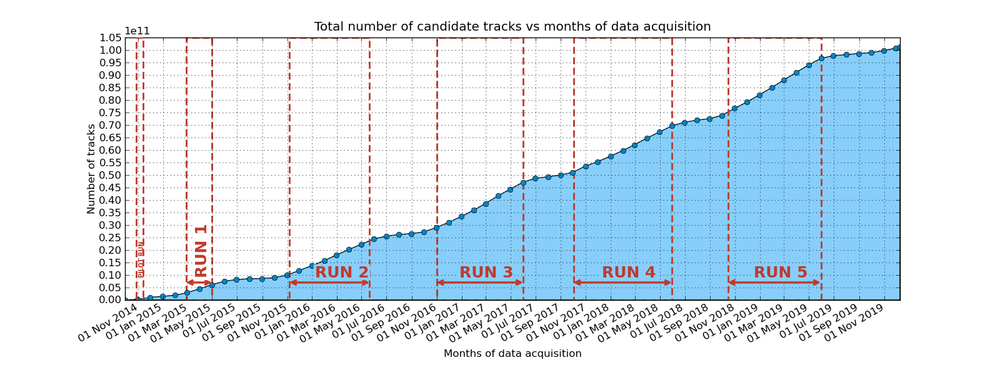 Total number of candidate tracks vs months of data acquisition
1e11
1.05
1.00
0.95
0.90
0.85
0.80
0.75
0.70
0.65
0.60
0.55
0.50
0.45
0.40
0.35
0.30
0.25
0.20
0.15
0.10
0.05
0.00
Number of tracks
PILOT RUN
RUN 1
RUN 2
RUN 3
RUN 4
RUN 5
01 Nov 2014
01 Jan 2015
01 Mar 2015
01 May 2015
01 Jul 2015
01 Sep 2015
01 Nov 2015
01 Jan 2016
01 Mar 2016
01 May 2016
01 Jul 2016
01 Sep 2016
01 Nov 2016
01 Jan 2017
01 Mar 2017
01 May 2017
01 Jul 2017
01 Sep 2017
01 Nov 2017
01 Jan 2018
01 Mar 2018
01 May 2018
01 Jul 2018
01 Sep 2018
01 Nov 2018
01 Jan 2019
01 Mar 2019
01 May 2019
01 Jul 2019
01 Sep 2019
01 Nov 2019
Months of data acquisition